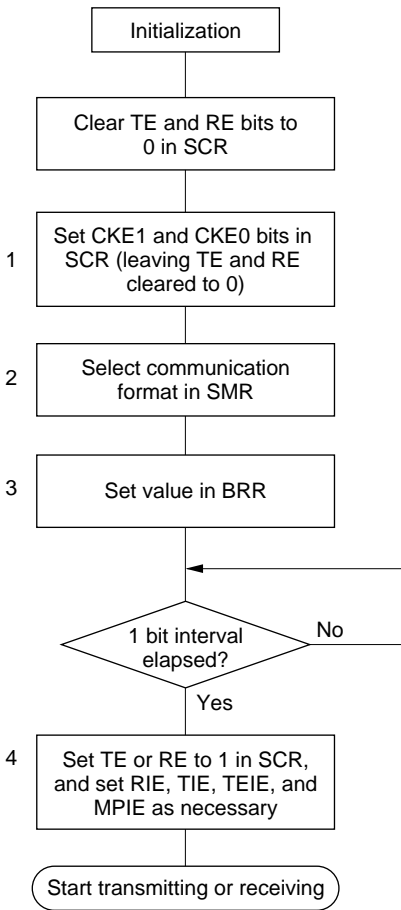 Initialization
Clear TE and RE bits to
0 in SCR
1
Set CKE1 and CKE0 bits in
SCR (leaving TE and RE
cleared to 0)
2
Select communication
format in SMR
3
Set value in BRR
1 bit interval
elapsed?
No
Yes
4
Set TE or RE to 1 in SCR,
and set RIE, TIE, TEIE, and
MPIE as necessary
Start transmitting or receiving